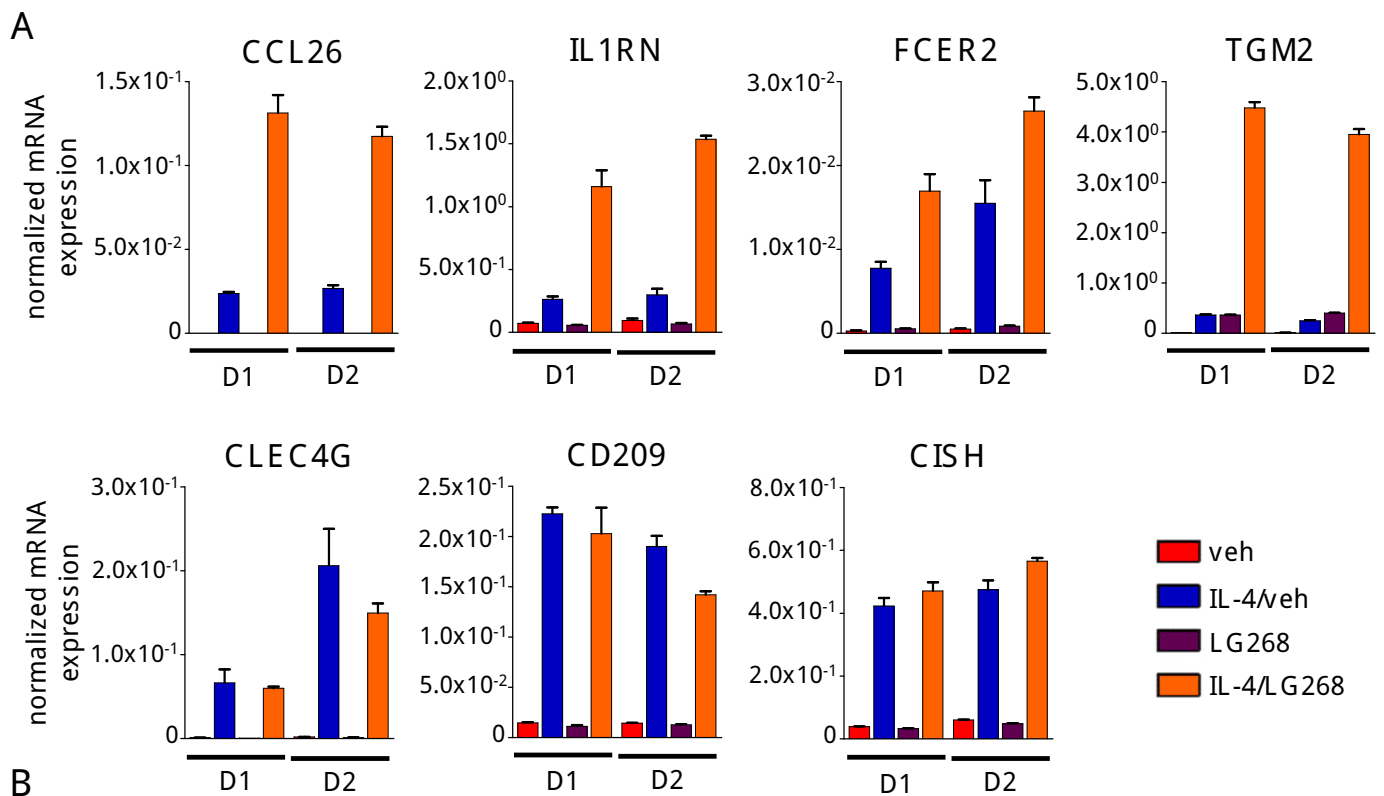 A
CCL26
IL1RN
FCER2
TGM2
normalized mRNA
expression
1.5x10⁻¹
1.0x10⁻¹
5.0x10⁻²
0
D1
D2
2.0x10⁰
1.5x10⁰
1.0x10⁰
5.0x10⁻¹
0
D1
D2
3.0x10⁻²
2.0x10⁻²
1.0x10⁻²
0
D1
D2
5.0x10⁰
4.0x10⁰
3.0x10⁰
2.0x10⁰
1.0x10⁰
0
D1
D2
CLEC4G
CD209
CISH
normalized mRNA
expression
3.0x10⁻¹
2.0x10⁻¹
1.0x10⁻¹
0
D1
D2
2.5x10⁻¹
2.0x10⁻¹
1.5x10⁻¹
1.0x10⁻¹
5.0x10⁻²
0
D1
D2
8.0x10⁻¹
6.0x10⁻¹
4.0x10⁻¹
2.0x10⁻¹
0
D1
D2
veh
IL-4/veh
LG268
IL-4/LG268
B